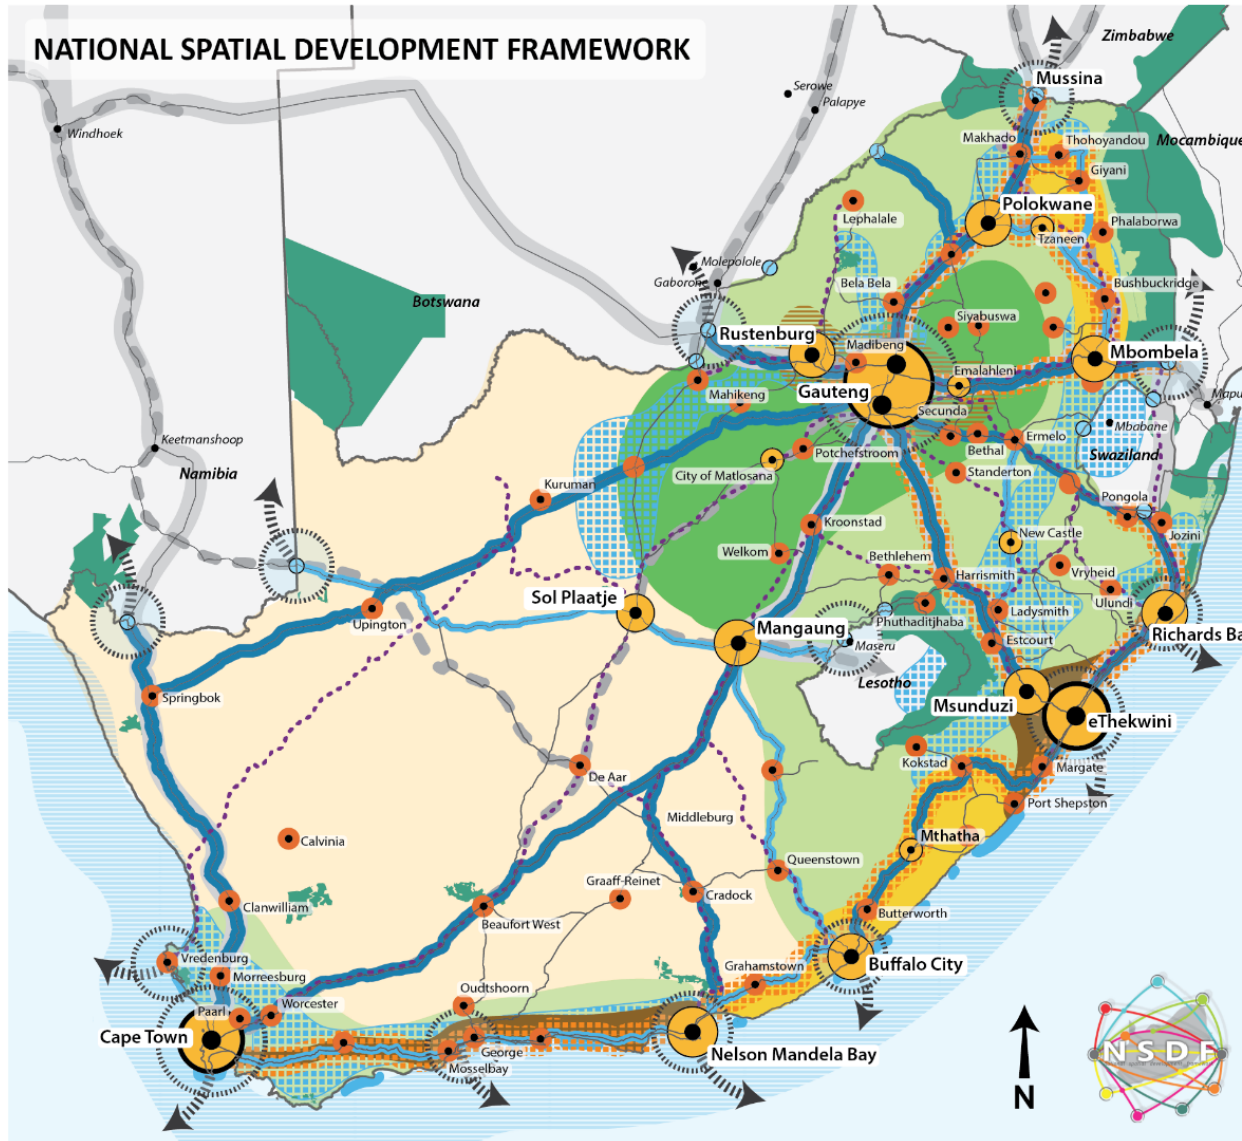 NATIONAL SPATIAL DEVELOPMENT FRAMEWORK
Zimbabwe
Mussina
Serowe
Palapye
Windhoek
Makhado
Thohoyandou
Mocambique
Giyani
Polokwane
Lephalale
Phalaborwa
Tzaneen
Molepolole
Gaborone
Bela Bela
Bushbuckridge
Botswana
Siyabuswa
Rustenburg
Madibeng
Mbombela
Emalahleni
Gauteng
Mahikeng
Secunda
Mapu
Mbabane
Ermelo
Keetmanshoop
Bethal
Potchefstroom
Swaziland
Namibia
City of Matlosana
Standerton
Kuruman
Pongola
Kroonstad
New Castle
Jozini
Welkom
Bethlehem
Vryheid
Harrismith
Sol Plaatje
Ulundi
Ladysmith
Phuthaditjhaba
Upington
Mangaung
Estcourt
Richards Ba
Maseru
Lesotho
Springbok
Msunduzi
eThekwini
Kokstad
Margate
De Aar
Port Shepston
Middleburg
Mthatha
Calvinia
Queenstown
Graaff-Reinet
Cradock
Clanwilliam
Beaufort West
Butterworth
Vredenburg
Buffalo City
Grahamstown
Morreesburg
Oudtshoorn
Worcester
Paarl
Cape Town
George
Nelson Mandela Bay
Mosselbay
N
NSDF